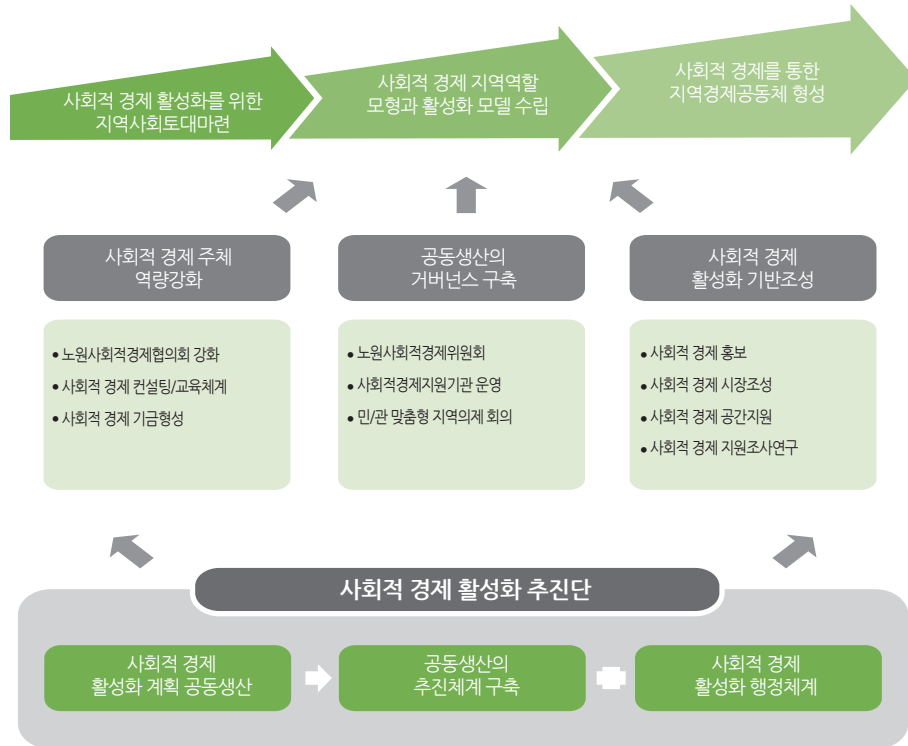 사회적 경제 활성화를 위한
지역사회토대마련
사회적 경제 지역역할
모형과 활성화 모델 수립
사회적 경제를 통한
지역경제공동체 형성
사회적 경제 주체
역량강화
공동생산의
거버넌스 구축
사회적 경제
활성화 기반조성
• 노원사회적경제협의회 강화
• 사회적 경제 컨설팅/교육체계
• 사회적 경제 기금형성
• 노원사회적경제위원회
• 사회적경제지원기관 운영
• 민/관 맞춤형 지역의제 회의
• 사회적 경제 홍보
• 사회적 경제 시장조성
• 사회적 경제 공간지원
• 사회적 경제 지원조사연구
사회적 경제 활성화 추진단
사회적 경제
활성화 계획 공동생산
공동생산의
추진체계 구축
사회적 경제
활성화 행정체계